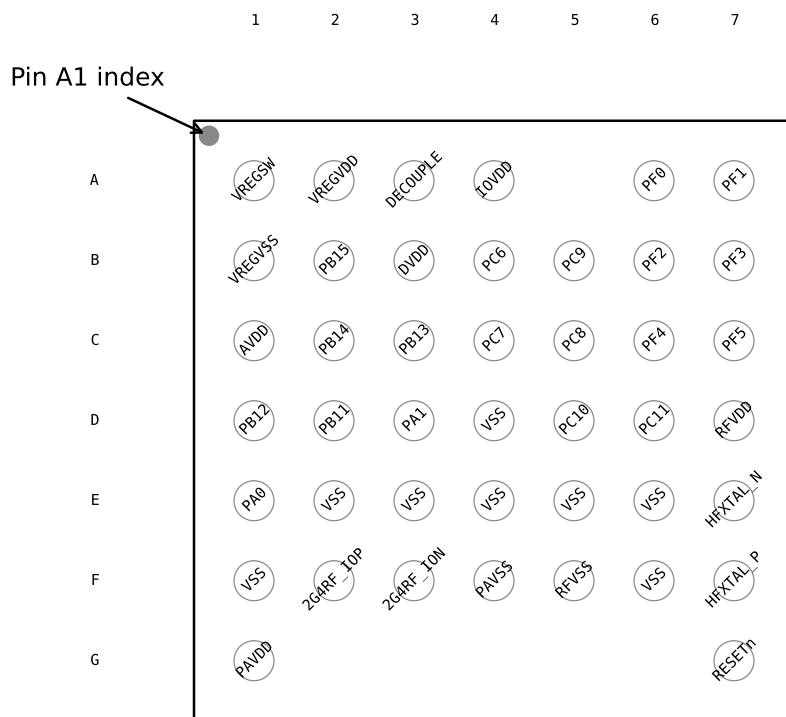 1 2 3 4 5 6 7
Pin A1 index
A VREGSW VREGVDD DECOUPLE IOVDD PF0 PF1
B VREGVSS PB15 DVDD PC6 PC9 PF2 PF3
C AVDD PB14 PB13 PC7 PC8 PF4 PF5
D PB12 PB11 PA1 VSS PC10 PC11 RFVDD
E PA0 VSS VSS VSS VSS VSS HFXTAL_N
F VSS 2G4RF_IOP 2G4RF_ION PAVSS RFVSS VSS HFXTAL_P
G PAVDD RESETn